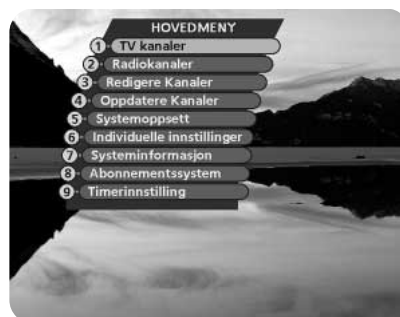 HOVEDMENY
1 TV kanaler
2 Radiokanaler
3 Redigere Kanaler
4 Oppdatere Kanaler
5 Systemoppsett
6 Individuelle innstillinger
7 Systeminformasjon
8 Abonnementssystem
9 Timerinnstilling